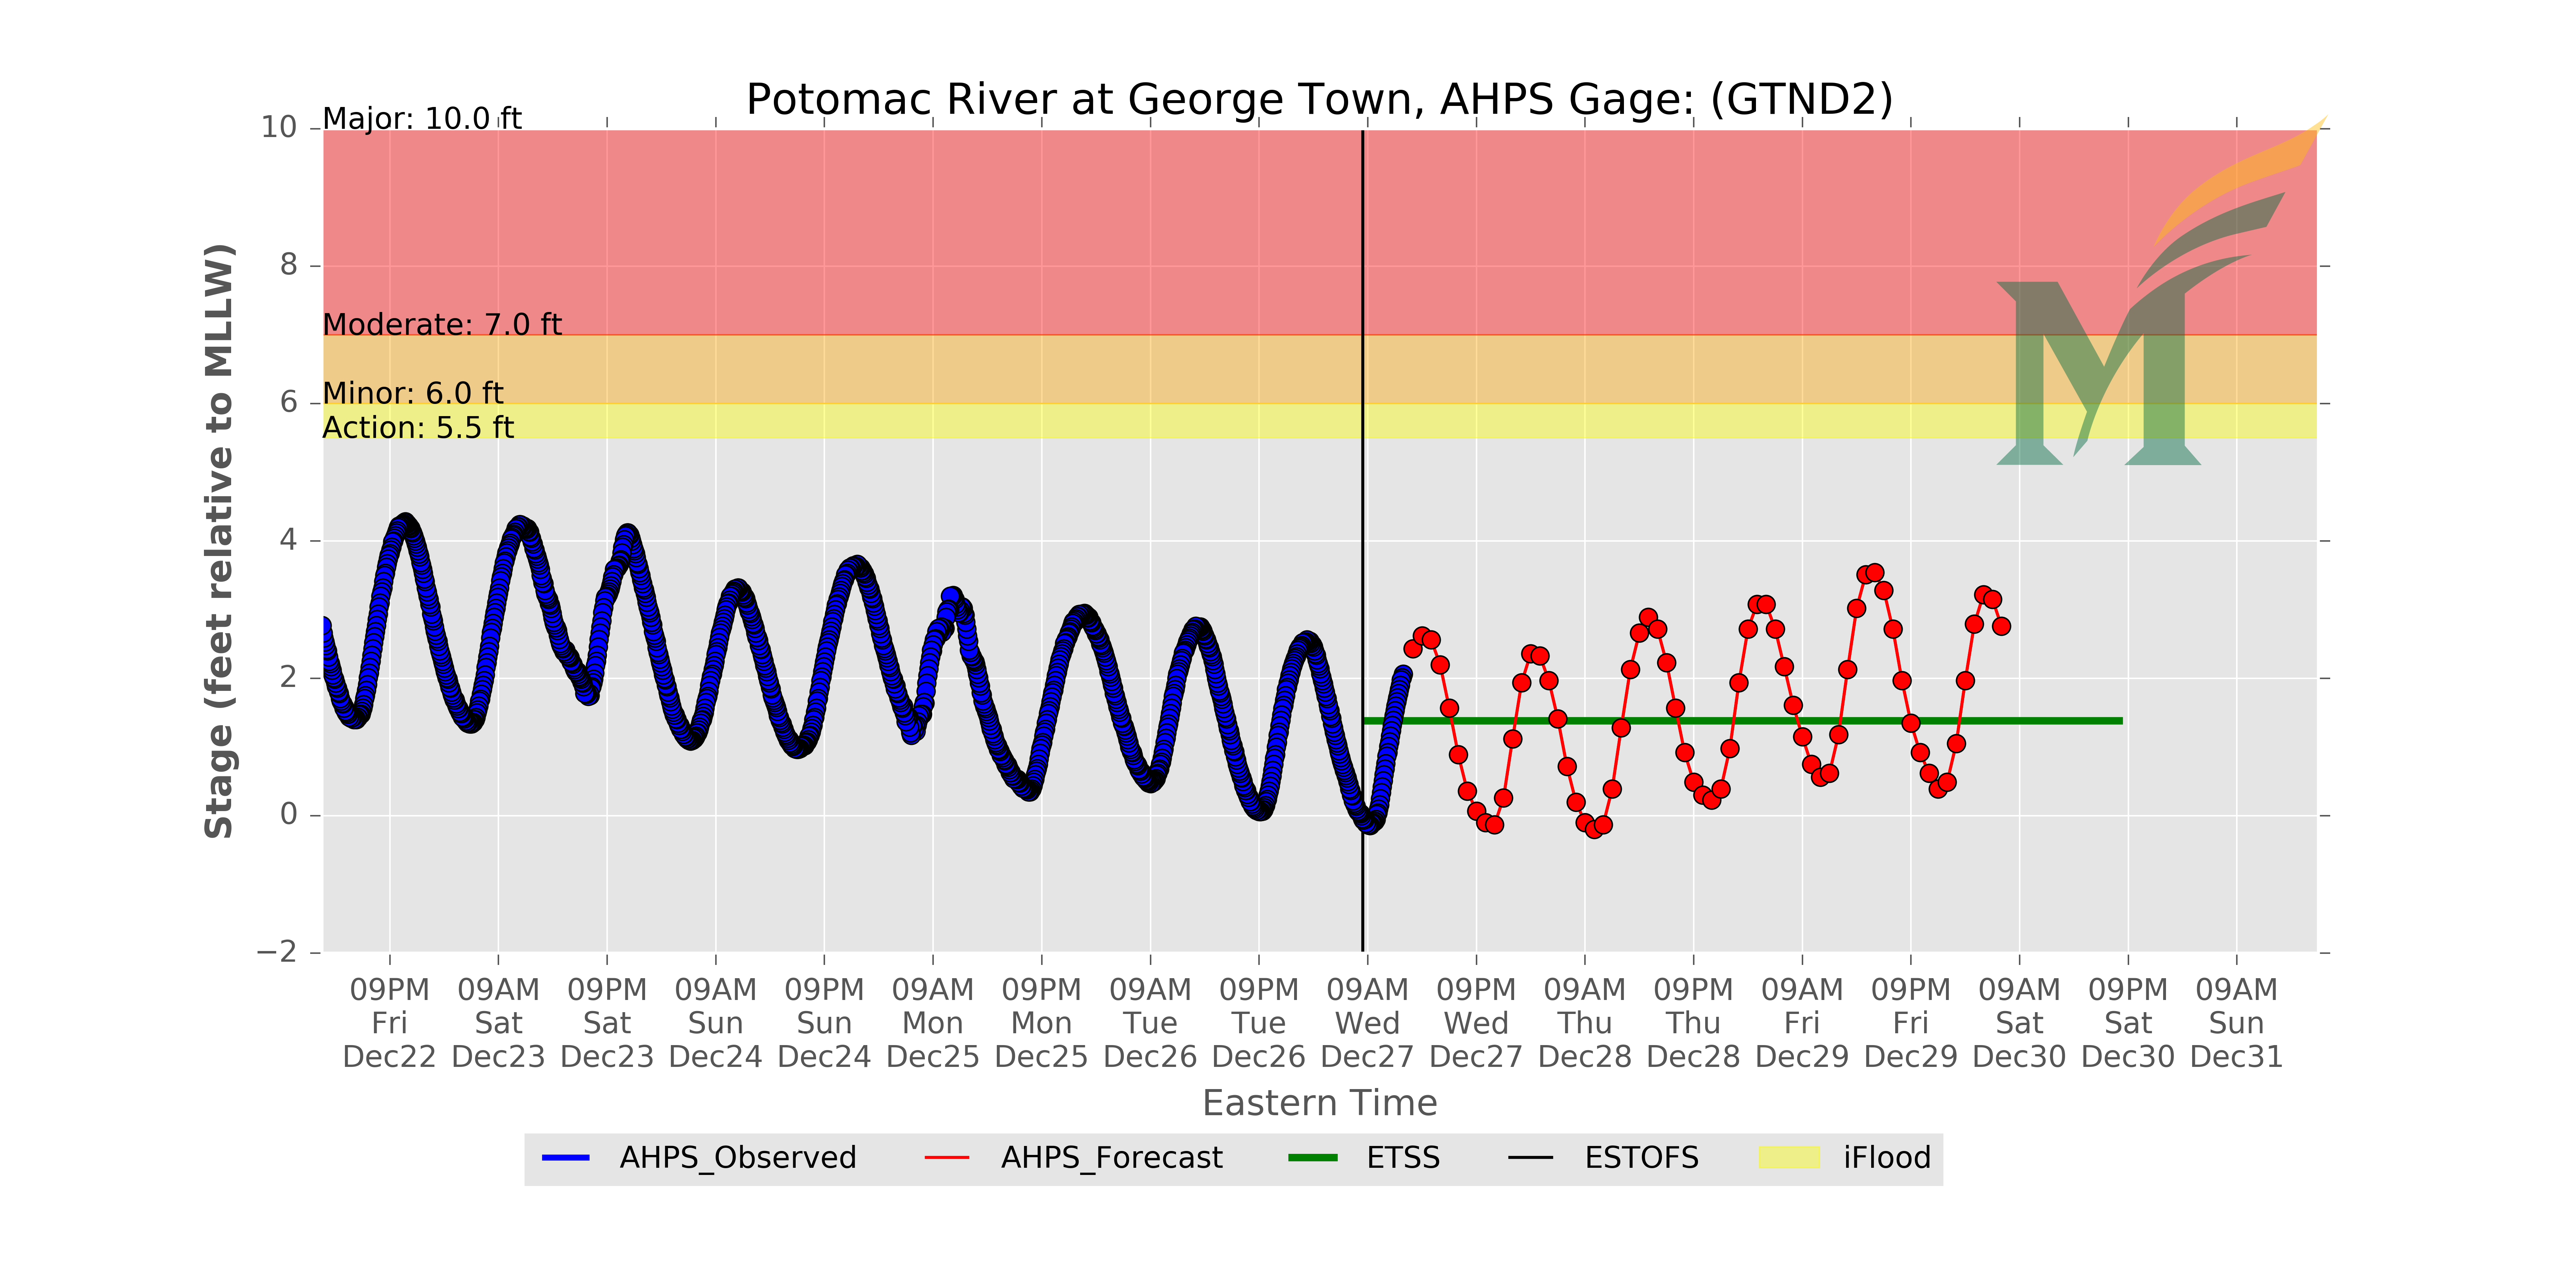 Potomac River at George Town, AHPS Gage: (GTND2)
Major: 10.0 ft
Moderate: 7.0 ft
Minor: 6.0 ft
Action: 5.5 ft
Stage (feet relative to MLLW)
10
8
6
4
2
0
−2
09PM 09AM 09PM 09AM 09PM 09AM 09PM 09AM 09PM 09AM 09PM 09AM 09PM 09AM 09PM 09AM 09PM 09AM
Fri Sat Sat Sun Sun Mon Mon Tue Tue Wed Wed Thu Thu Fri Fri Sat Sat Sun
Dec22 Dec23 Dec23 Dec24 Dec24 Dec25 Dec25 Dec26 Dec26 Dec27 Dec27 Dec28 Dec28 Dec29 Dec29 Dec30 Dec30 Dec31
Eastern Time
AHPS_Observed AHPS_Forecast ETSS ESTOFS iFlood